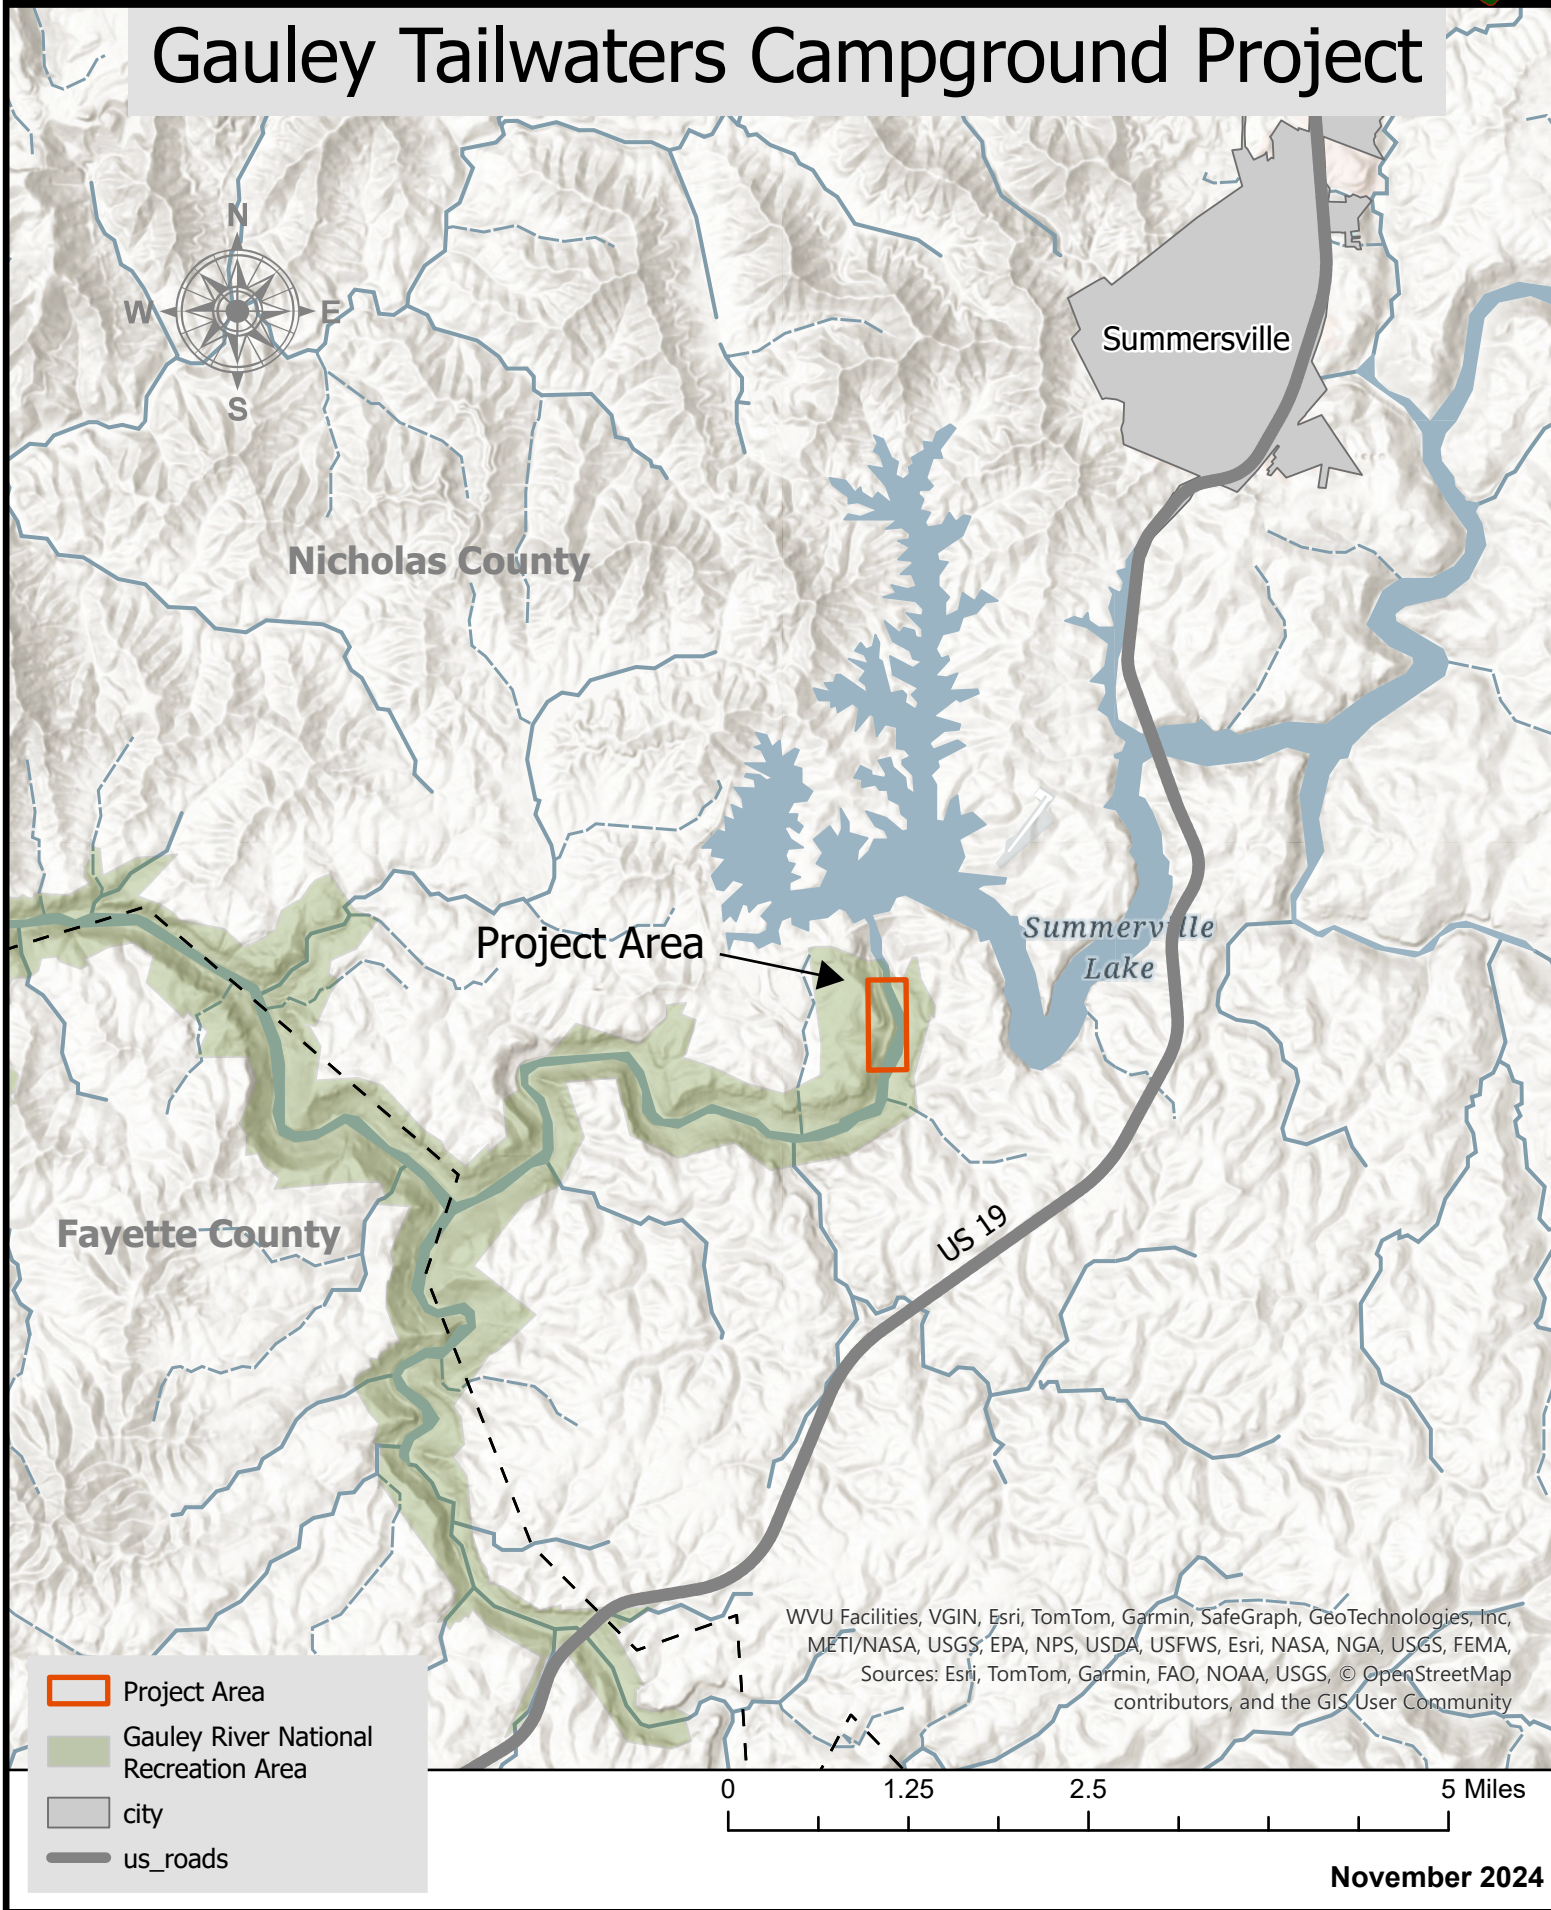 Gauley Tailwaters Campground Project
N
W
E
S
Summersville
Nicholas County
Project Area
Summerville
Lake
Fayette County
US 19
WVU Facilities, VGIN, Esri, TomTom, Garmin, SafeGraph, GeoTechnologies, Inc,
METI/NASA, USGS, EPA, NPS, USDA, USFWS, Esri, NASA, NGA, USGS, FEMA,
Sources: Esri, TomTom, Garmin, FAO, NOAA, USGS, © OpenStreetMap
contributors, and the GIS User Community
Project Area
Gauley River National
Recreation Area
city
us_roads
0 1.25 2.5 5 Miles
November 2024